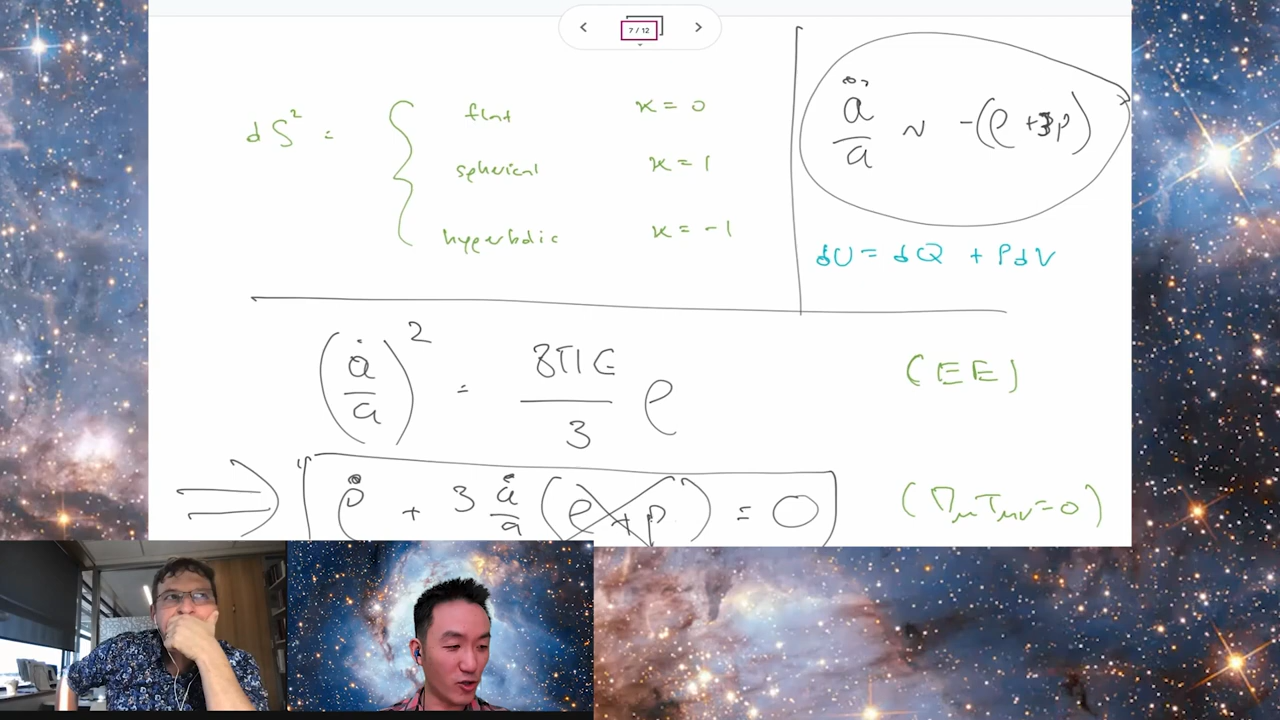 7 / 12
dS² = { flat κ = 0
spherical κ = 1
hyperbolic κ = -1
ä/a ~ -(ρ + 3p)
dU = dQ + PdV
(ȧ/a)² = 8πG/3 ρ (EE)
⇒ ρ̇ + 3 ȧ/a (ρ + p) = 0 (∇μTμν = 0)